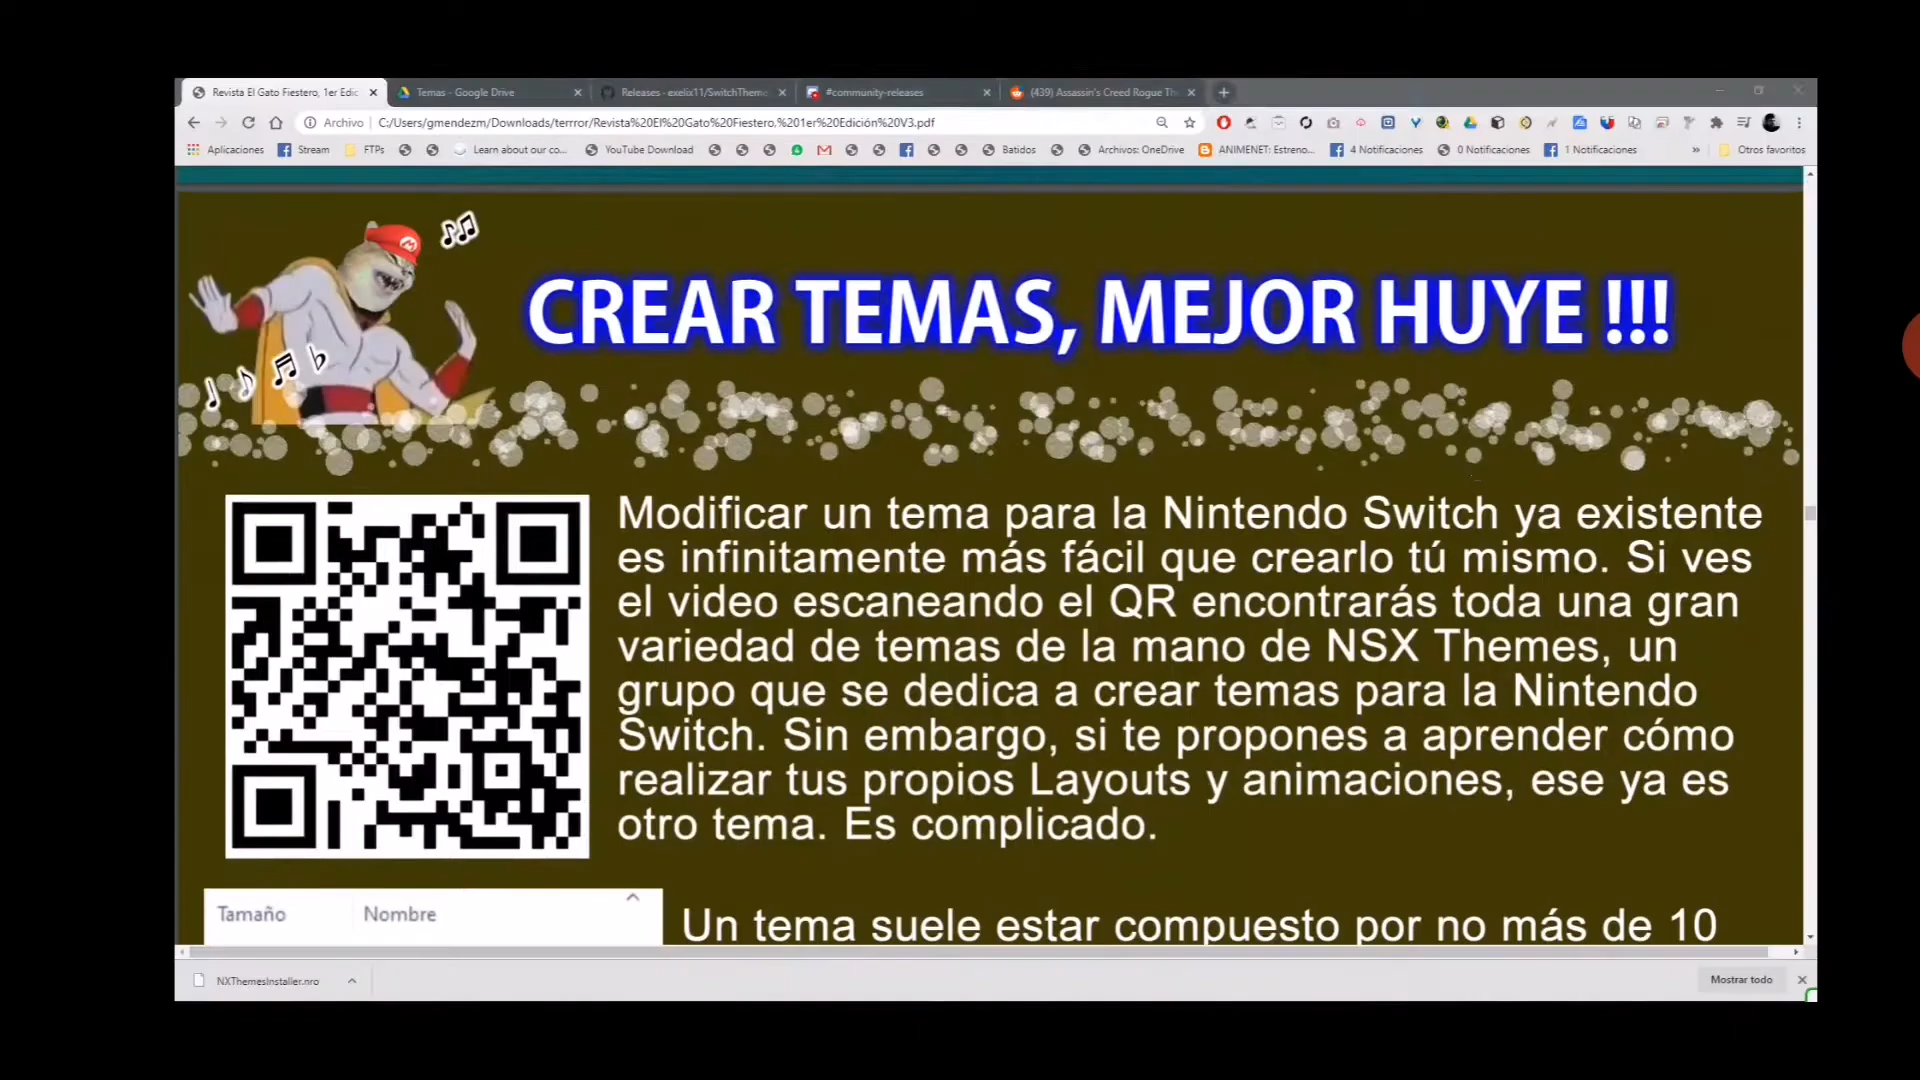 Revista El Gato Fiestero, 1er Edic
Temas - Google Drive
Releases · exelix11/SwitchTheme
#community-releases
(439) Assassin's Creed Rogue Th
Archivo
C:/Users/gmendezm/Downloads/terrror/Revista%20El%20Gato%20Fiestero,%201er%20Edición%20V3.pdf
Aplicaciones
Stream
FTPs
Learn about our co...
YouTube Download
Batidos
Archivos: OneDrive
ANIMENET: Estreno...
4 Notificaciones
0 Notificaciones
1 Notificaciones
»
Otros favoritos
CREAR TEMAS, MEJOR HUYE !!!
Modificar un tema para la Nintendo Switch ya existente
es infinitamente más fácil que crearlo tú mismo. Si ves
el video escaneando el QR encontrarás toda una gran
variedad de temas de la mano de NSX Themes, un
grupo que se dedica a crear temas para la Nintendo
Switch. Sin embargo, si te propones a aprender cómo
realizar tus propios Layouts y animaciones, ese ya es
otro tema. Es complicado.
Tamaño
Nombre
Un tema suele estar compuesto por no más de 10
NXThemesInstaller.nro
Mostrar todo